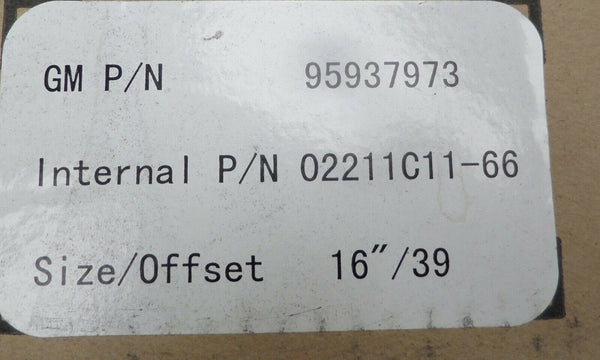 GM P/N 95937973
Internal P/N 02211C11-66
Size/Offset 16"/39